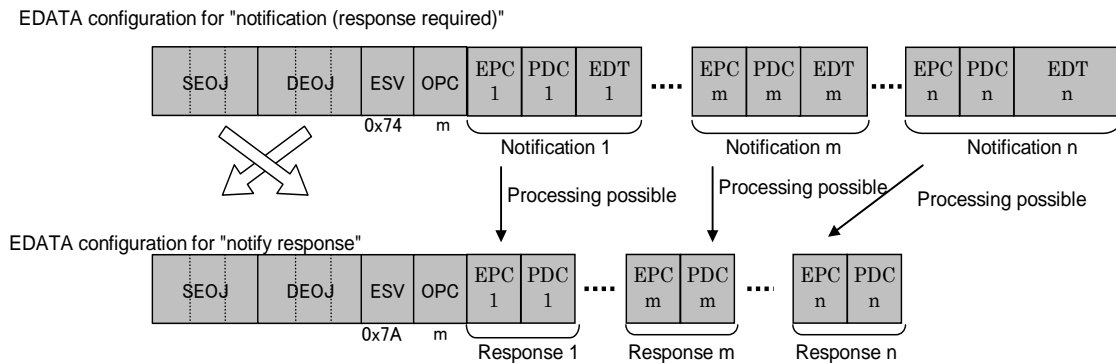 EDATA configuration for "notification (response required)"
SEOJ DEOJ ESV OPC EPC 1 PDC 1 EDT 1 ···· EPC m PDC m EDT m ···· EPC n PDC n EDT n
0x74 m
Notification 1 Notification m Notification n
Processing possible Processing possible Processing possible
EDATA configuration for "notify response"
SEOJ DEOJ ESV OPC EPC 1 PDC 1 ···· EPC m PDC m ···· EPC n PDC n
0x7A m
Response 1 Response m Response n